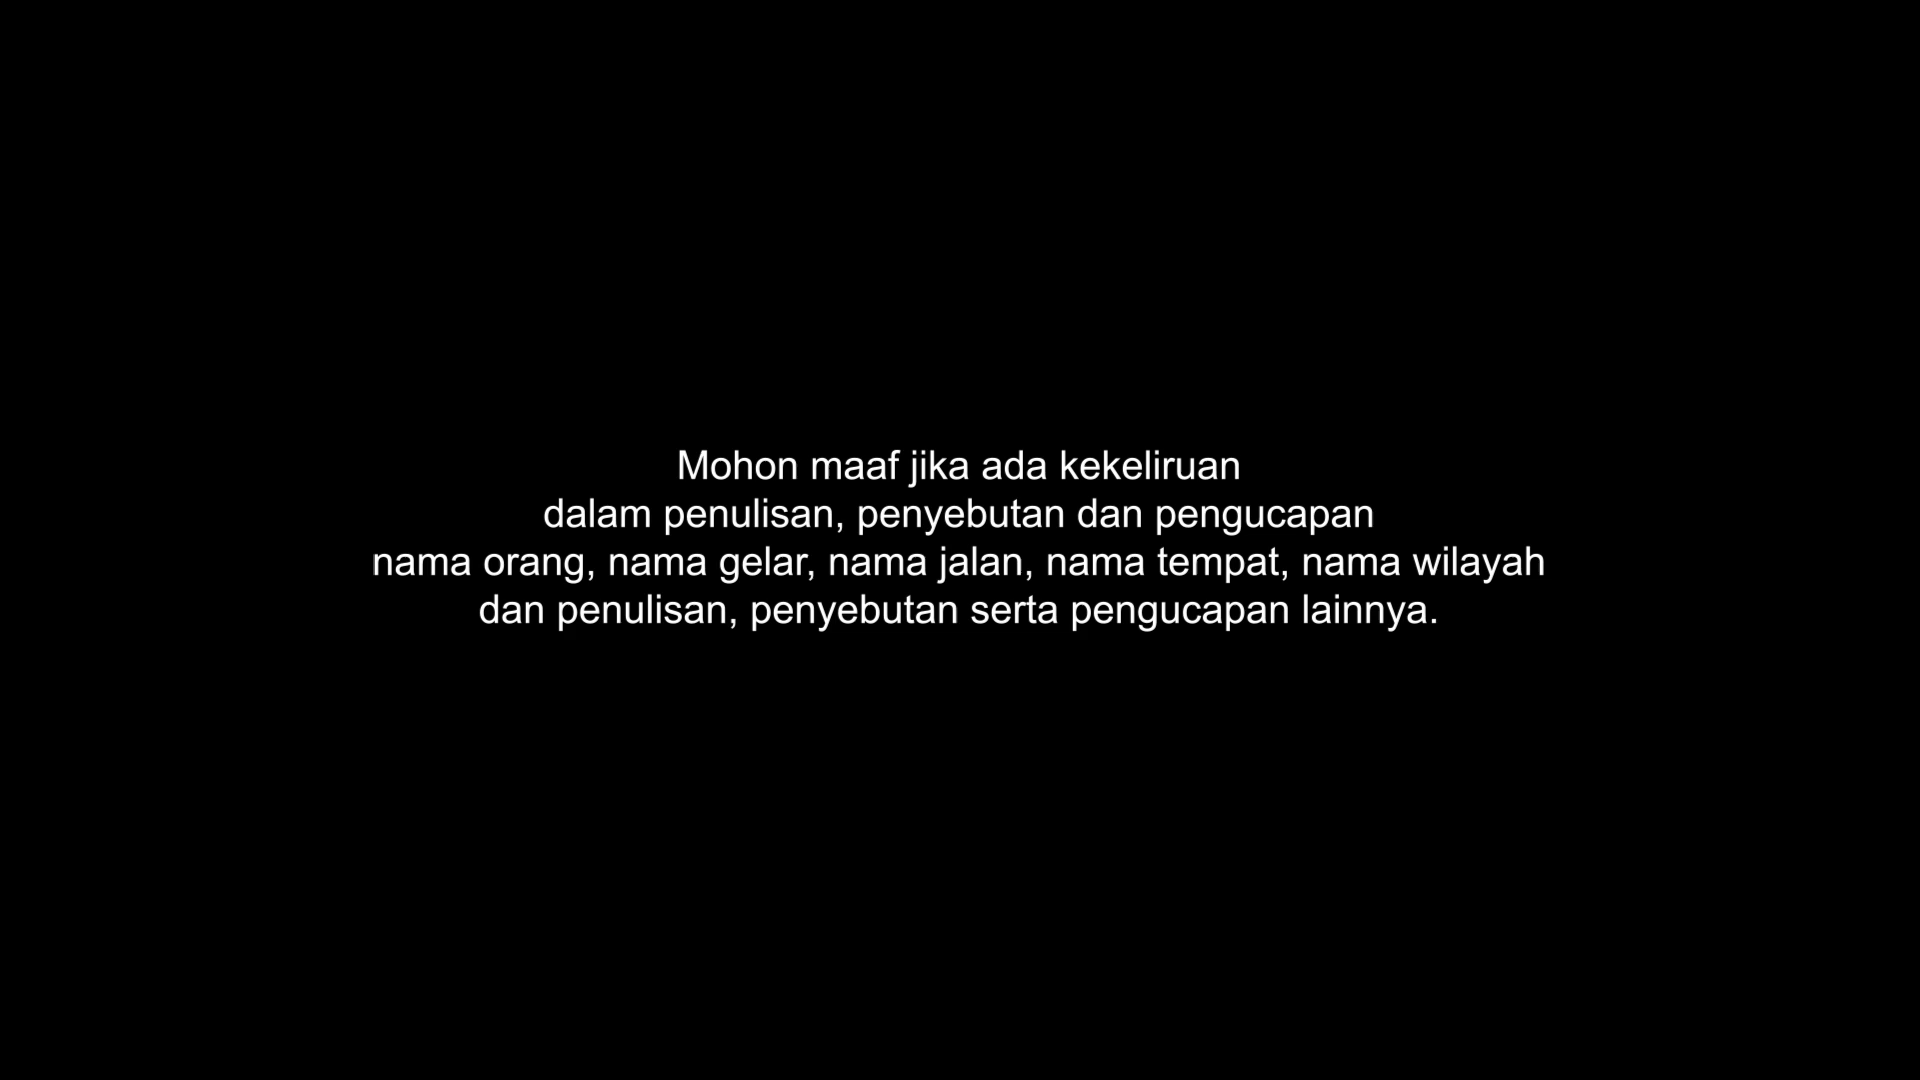 Mohon maaf jika ada kekeliruan
dalam penulisan, penyebutan dan pengucapan
nama orang, nama gelar, nama jalan, nama tempat, nama wilayah
dan penulisan, penyebutan serta pengucapan lainnya.